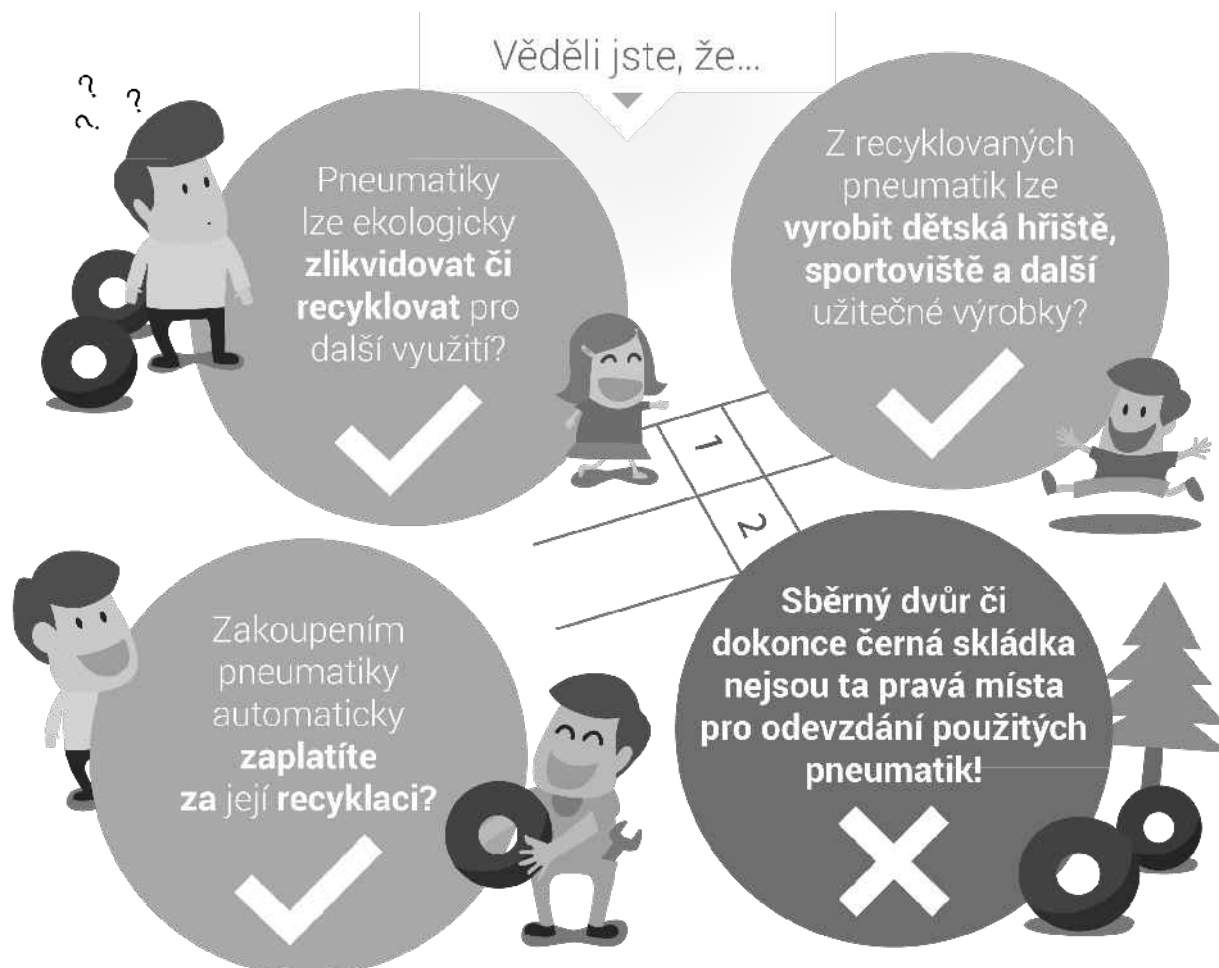 Věděli jste, že...
? ? ?
Pneumatiky
lze ekologicky
zlikvidovat či
recyklovat pro
další využití?
Z recyklovaných
pneumatik lze
vyrobit dětská hřiště,
sportoviště a další
užitečné výrobky?
1
2
Zakoupením
pneumatiky
automaticky
zaplatíte
za její recyklaci?
Sběrný dvůr či
dokonce černá skládka
nejsou ta pravá místa
pro odevzdání použitých
pneumatik!